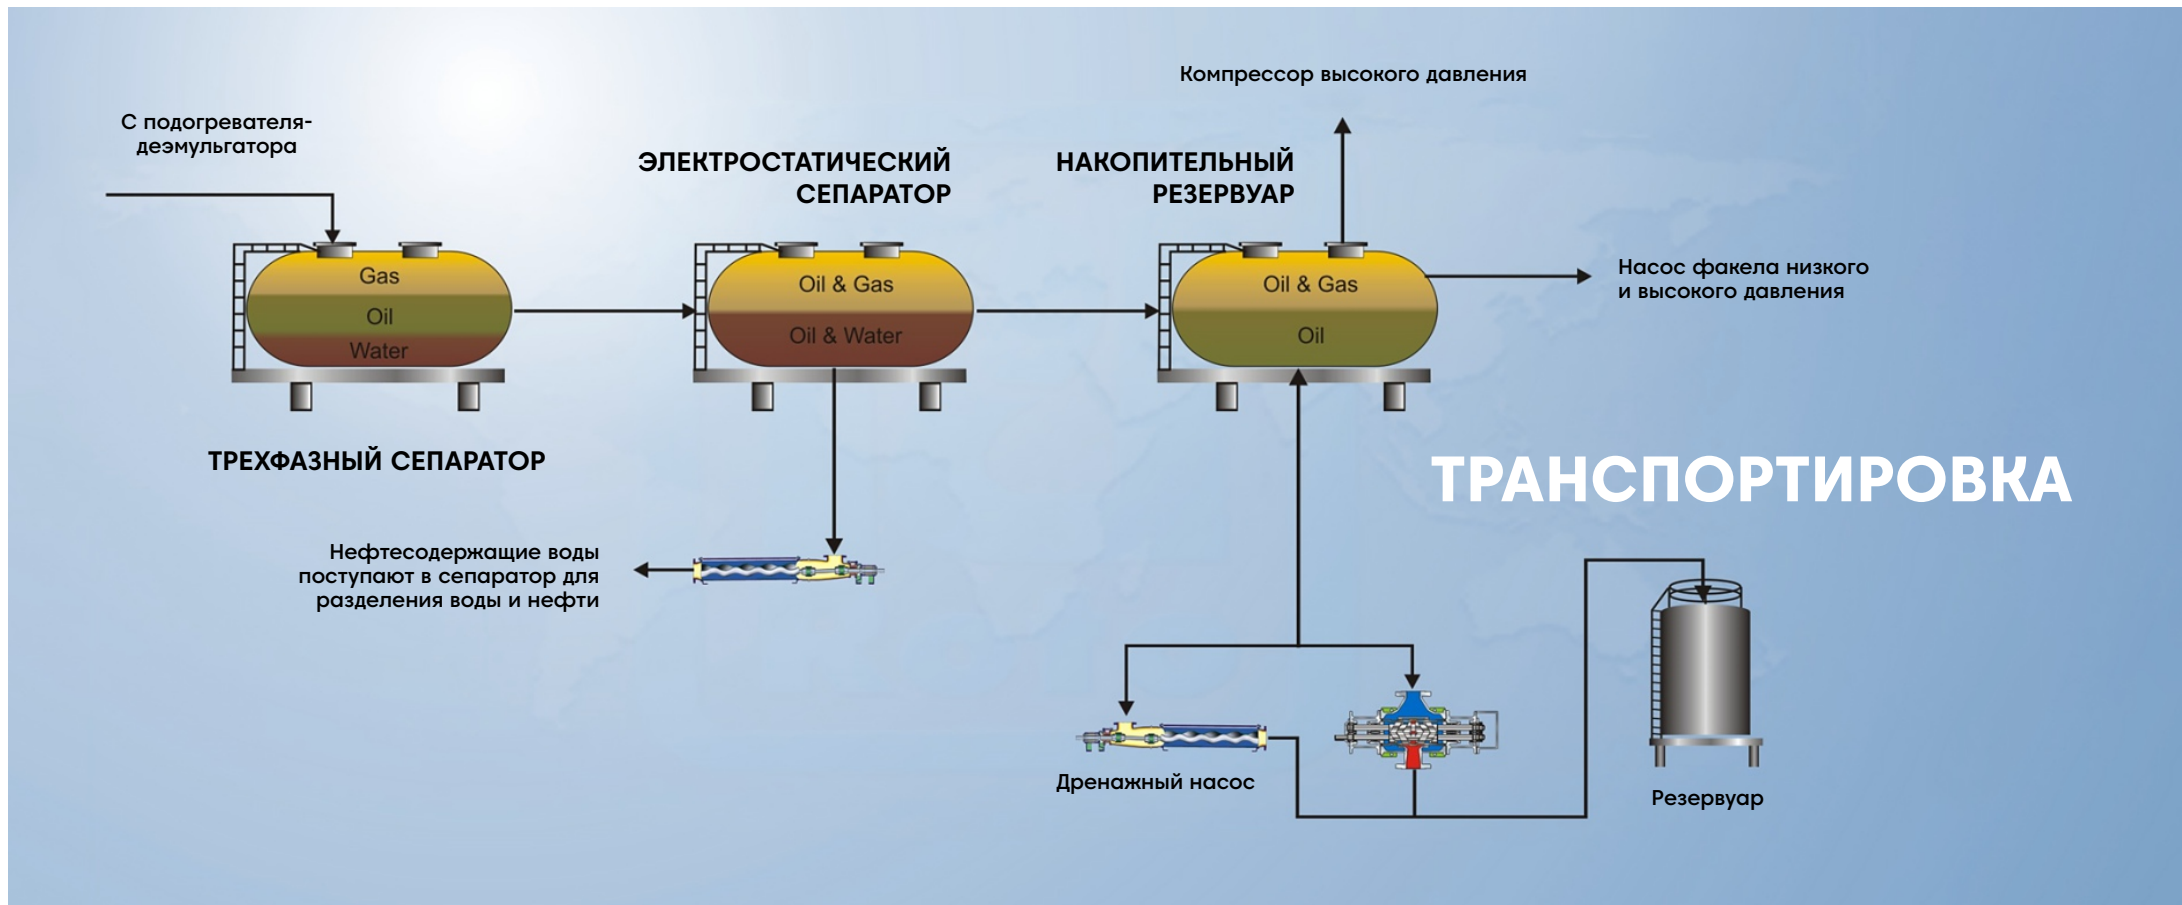 Компрессор высокого давления
С подогревателя-
деэмульгатора
ЭЛЕКТРОСТАТИЧЕСКИЙ
СЕПАРАТОР
НАКОПИТЕЛЬНЫЙ
РЕЗЕРВУАР
Gas
Oil
Water
Oil & Gas
Oil & Water
Oil & Gas
Oil
Насос факела низкого
и высокого давления
ТРЕХФАЗНЫЙ СЕПАРАТОР
ТРАНСПОРТИРОВКА
Нефтесодержащие воды
поступают в сепаратор для
разделения воды и нефти
Дренажный насос
Резервуар